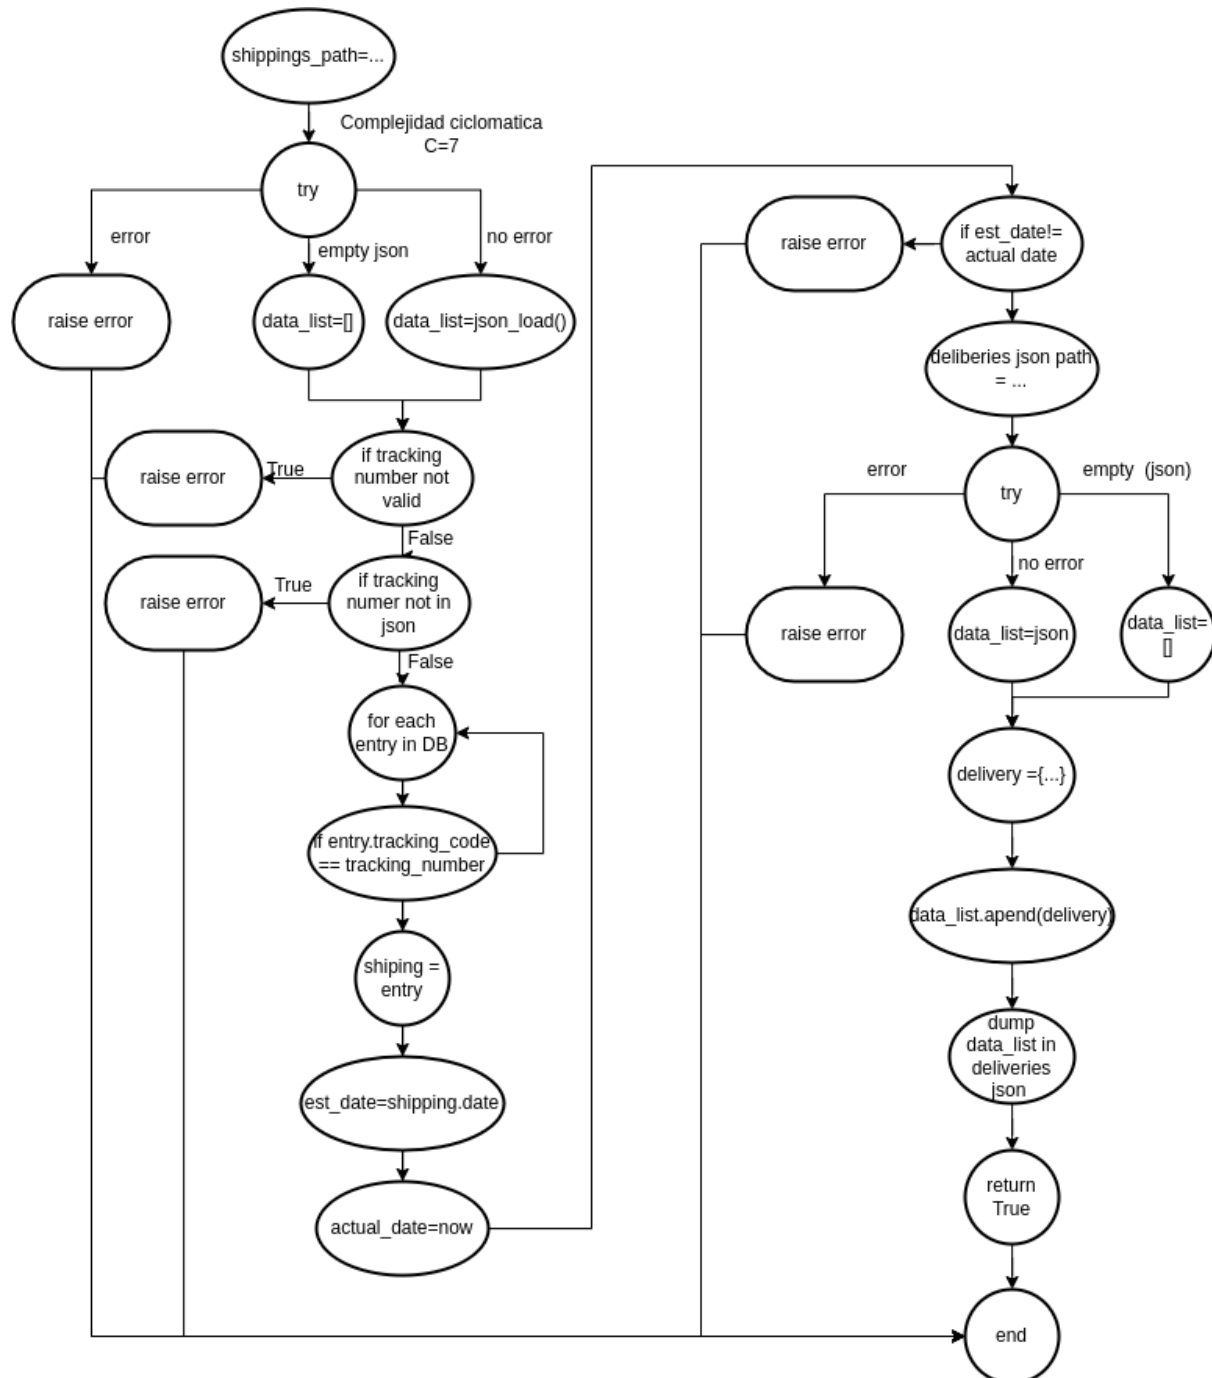 shippings_path=...
Complejidad ciclomatica
C=7
try
error
empty json
no error
raise error
data_list=[]
data_list=json_load()
if tracking
number not
valid
True
raise error
False
if tracking
numer not in
json
True
raise error
False
for each
entry in DB
if entry.tracking_code
== tracking_number
shiping =
entry
est_date=shipping.date
actual_date=now
if est_date!=
actual date
raise error
deliberies json path
= ...
try
error
empty (json)
no error
raise error
data_list=json
data_list=
[]
delivery ={...}
data_list.apend(delivery)
dump
data_list in
deliveries
json
return
True
end